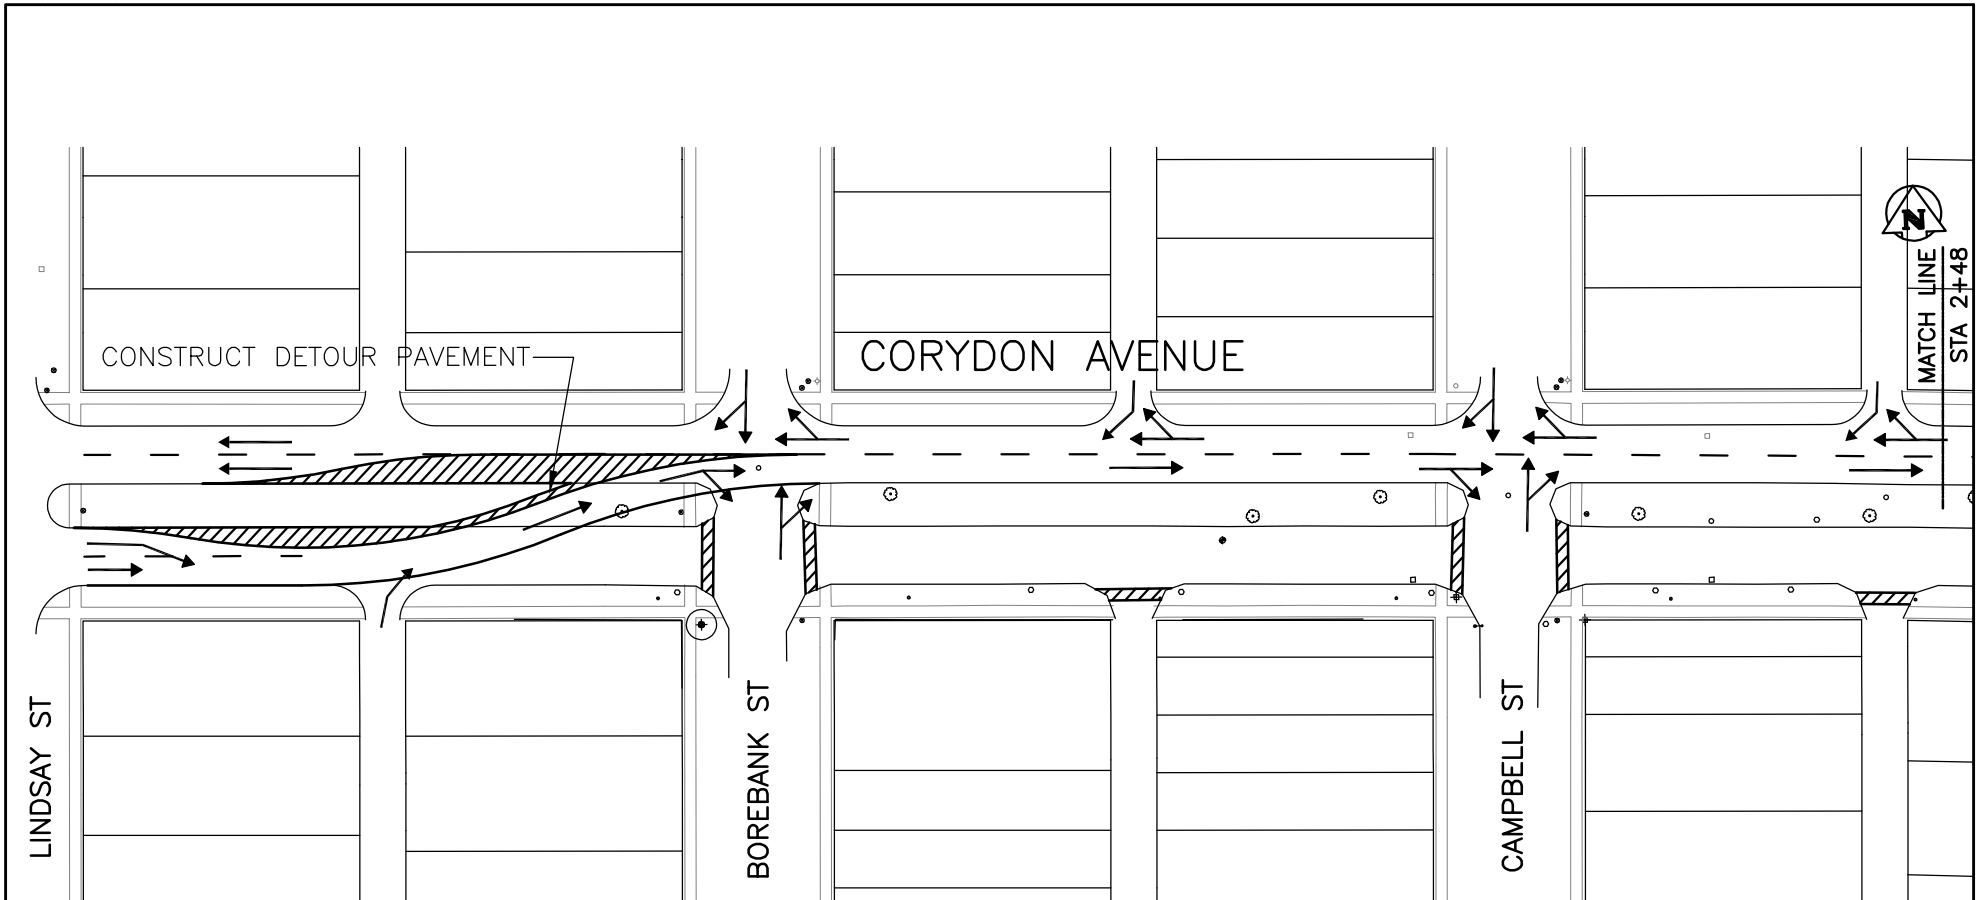 N
MATCH LINE
STA 2+48
CONSTRUCT DETOUR PAVEMENT
CORYDON AVENUE
LINDSAY ST
BOREBANK ST
CAMPBELL ST